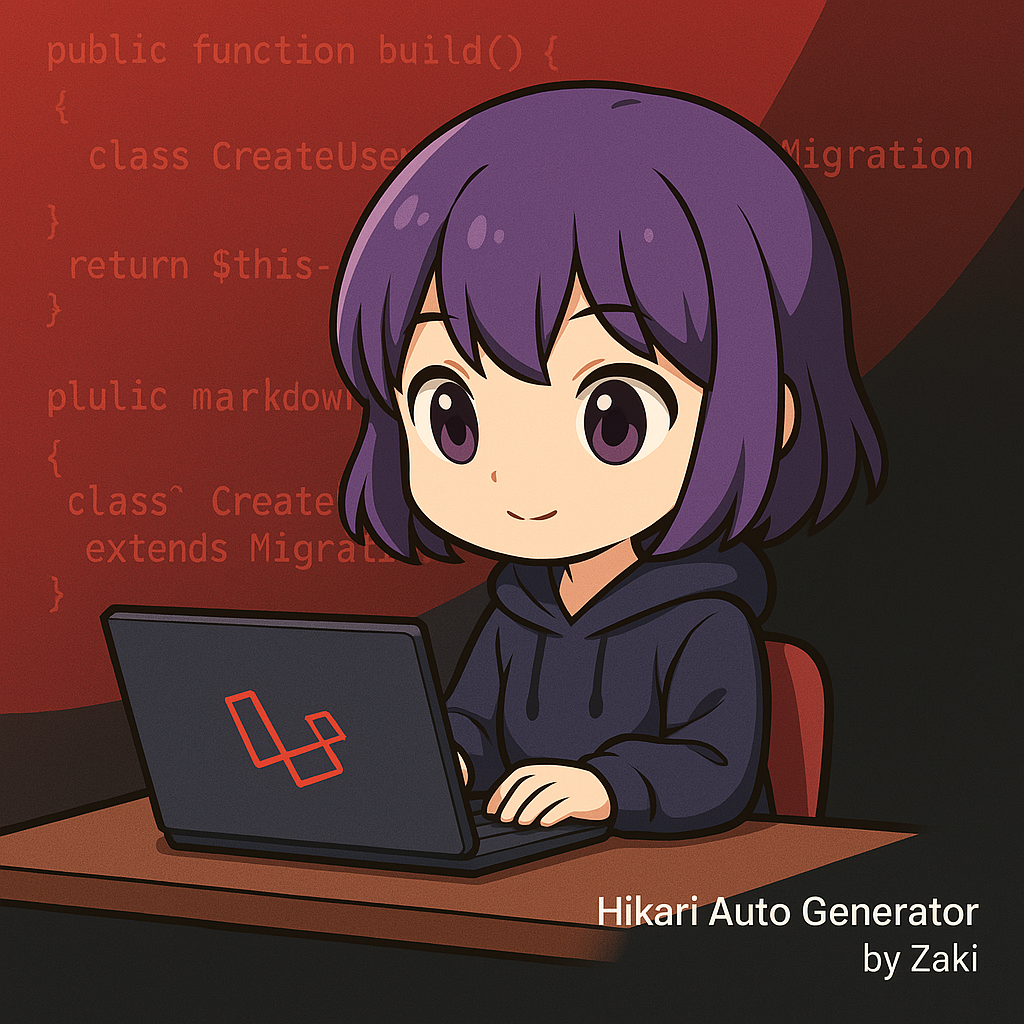 public function build() {
{
class CreateUse Migration
}
return $this-
}
plulic markdown
{
class^ Create
extends Migrati
}
Hikari Auto Generator
by Zaki